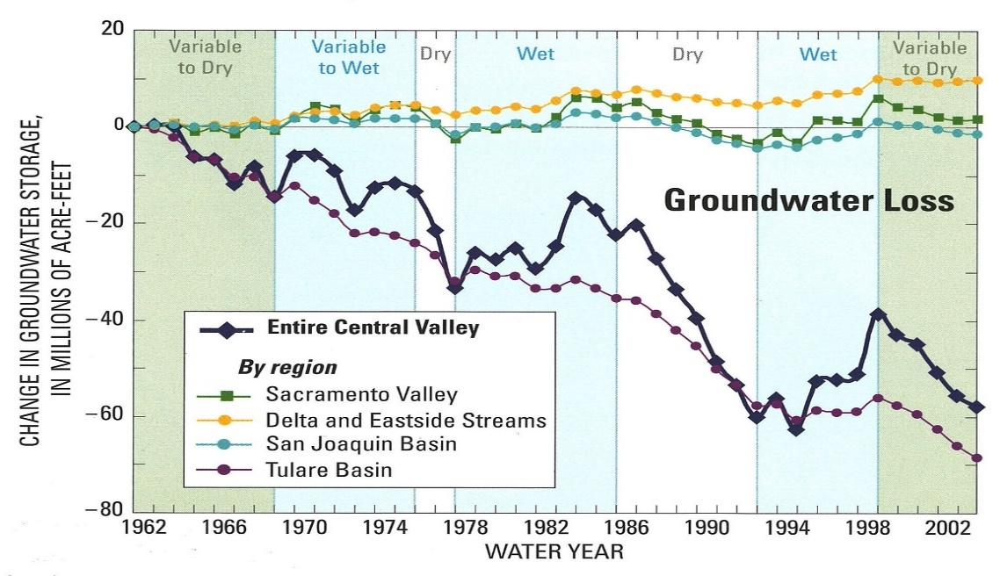 CHANGE IN GROUNDWATER STORAGE,
IN MILLIONS OF ACRE-FEET
20
0
−20
−40
−60
−80
Variable
to Dry
Variable
to Wet
Dry
Wet
Dry
Wet
Variable
to Dry
Groundwater Loss
Entire Central Valley
By region
Sacramento Valley
Delta and Eastside Streams
San Joaquin Basin
Tulare Basin
1962 1966 1970 1974 1978 1982 1986 1990 1994 1998 2002
WATER YEAR